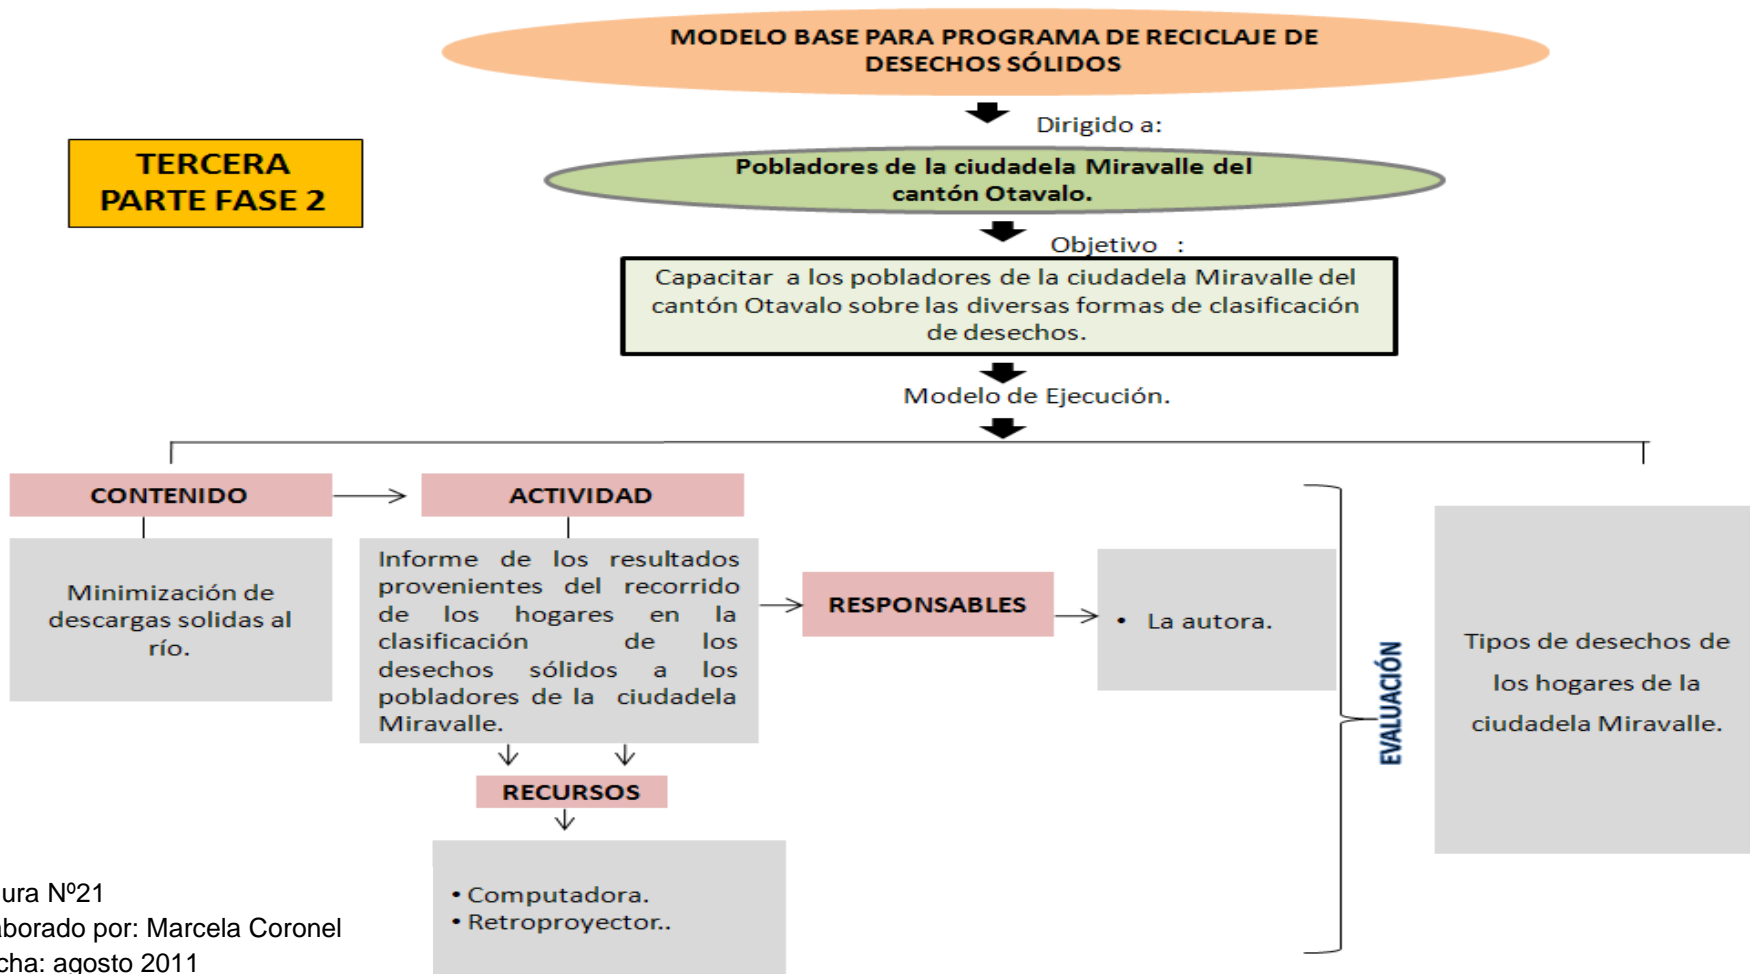 MODELO BASE PARA PROGRAMA DE RECICLAJE DE
DESECHOS SÓLIDOS
Dirigido a:
TERCERA
PARTE FASE 2
Pobladores de la ciudadela Miravalle del
cantón Otavalo.
Objetivo :
Capacitar a los pobladores de la ciudadela Miravalle del
cantón Otavalo sobre las diversas formas de clasificación
de desechos.
Modelo de Ejecución.
CONTENIDO
Minimización de
descargas solidas al
río.
ACTIVIDAD
Informe de los resultados
provenientes del recorrido
de los hogares en la
clasificación de los
desechos sólidos a los
pobladores de la ciudadela
Miravalle.
RECURSOS
• Computadora.
• Retroproyector..
RESPONSABLES
• La autora.
EVALUACIÓN
Tipos de desechos de
los hogares de la
ciudadela Miravalle.
ura Nº21
borado por: Marcela Coronel
cha: agosto 2011